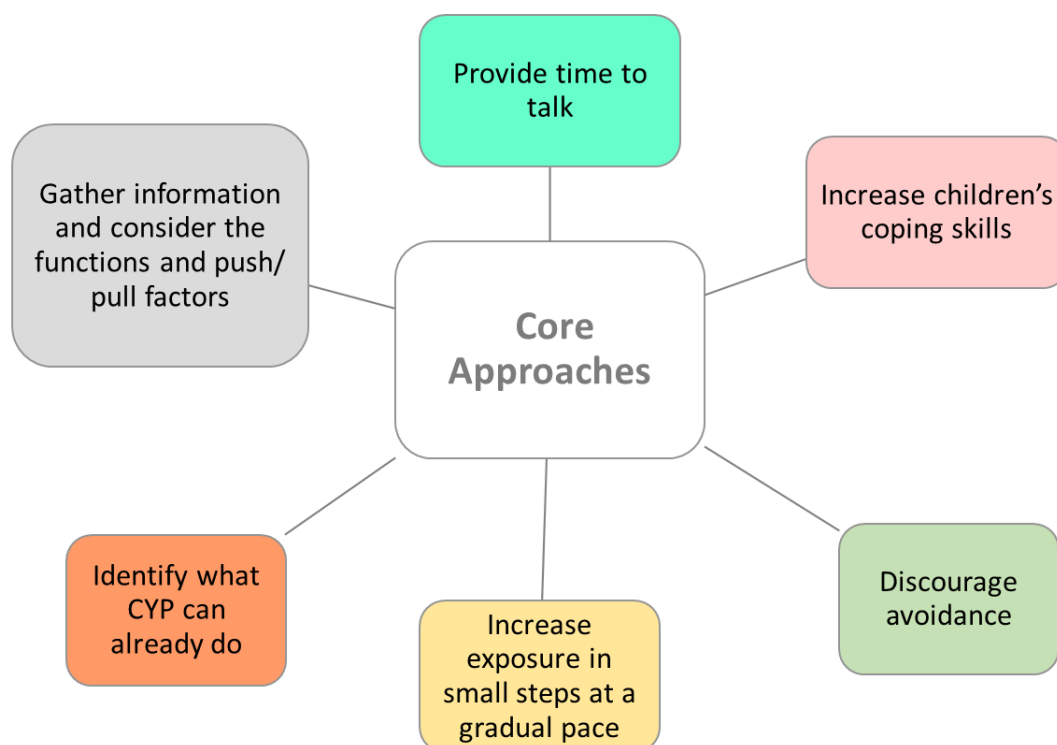 Provide time to
talk
Gather information
and consider the
functions and push/
pull factors
Increase children’s
coping skills
Core
Approaches
Identify what
CYP can
already do
Increase
exposure in
small steps at a
gradual pace
Discourage
avoidance